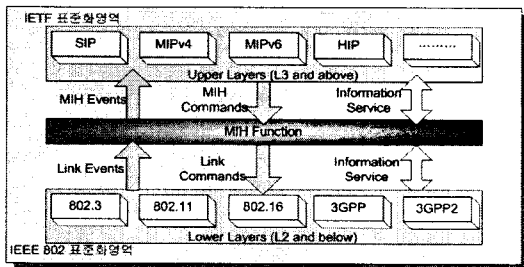 IETF 표준화영역
SIP MIPv4 MIPv6 HIP .........
Upper Layers (L3 and above)
MIH Events MIH Commands Information Service
MIH Function
Link Events Link Commands Information Service
802.3 802.11 802.16 3GPP 3GPP2
Lower Layers (L2 and below)
IEEE 802 표준화영역